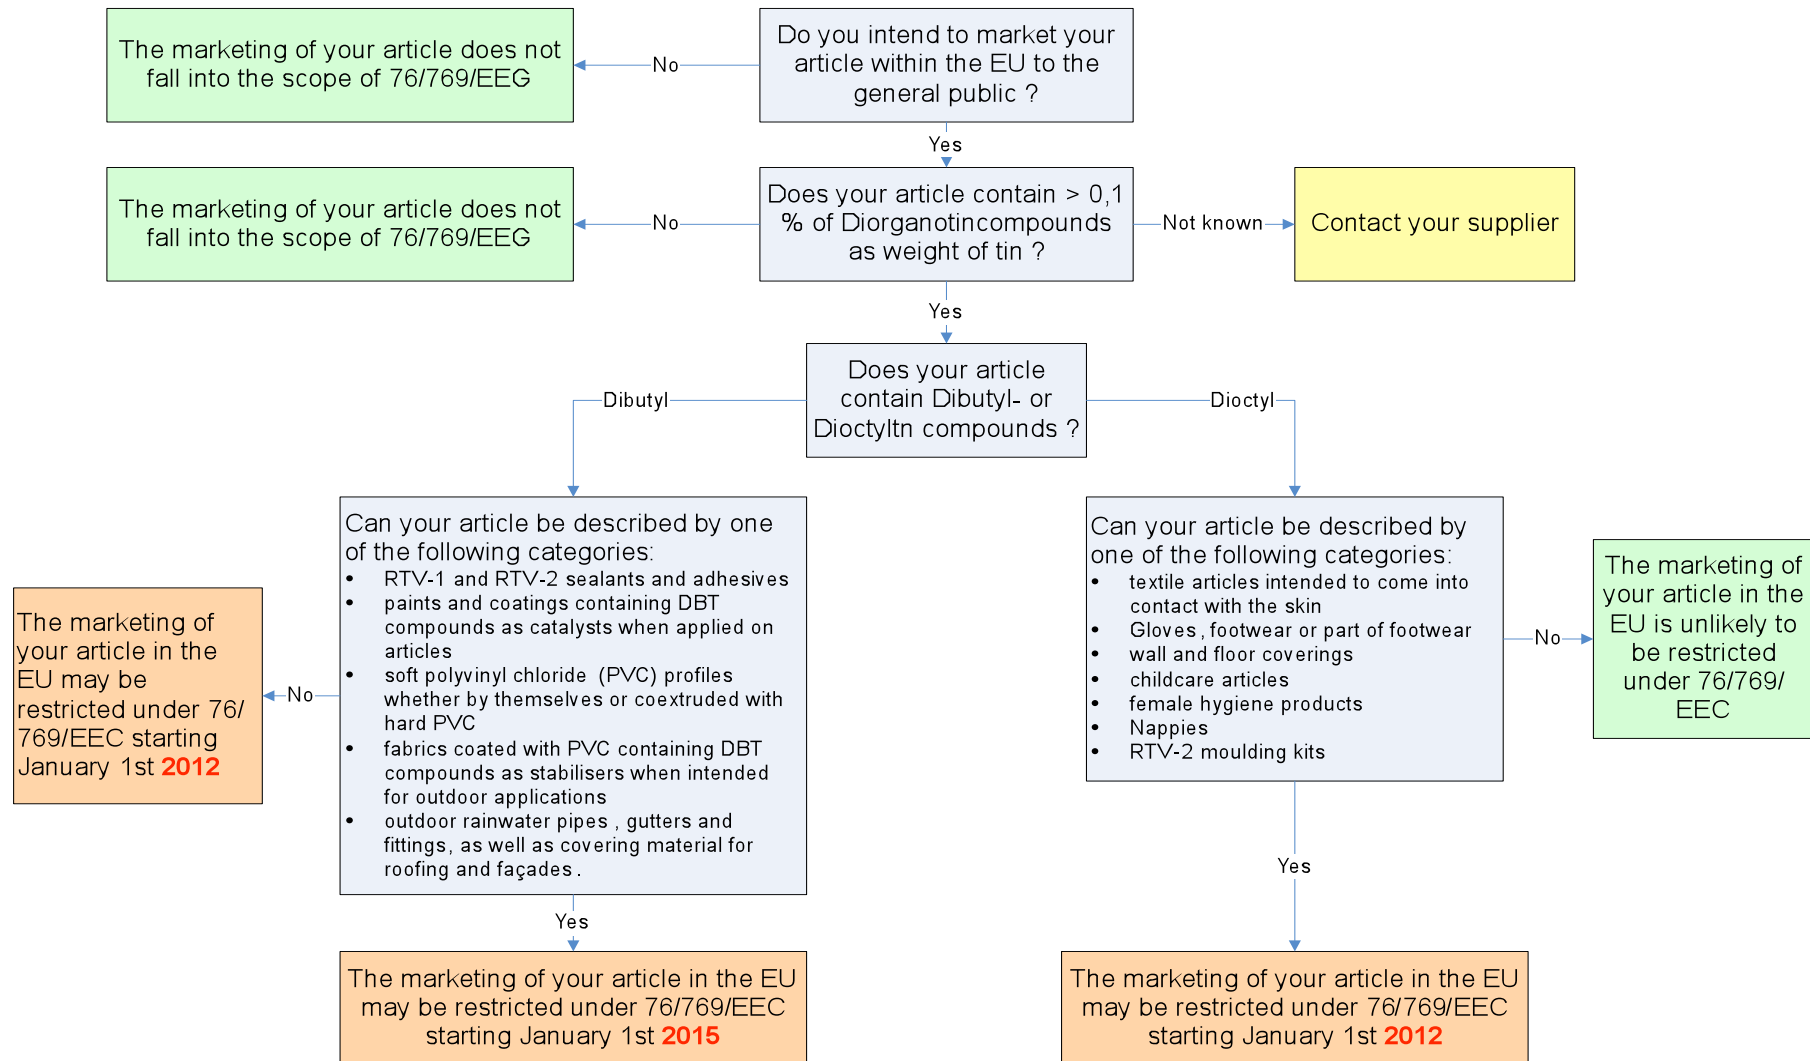 The marketing of your article does not
fall into the scope of 76/769/EEG
No
Do you intend to market your
article within the EU to the
general public ?
Yes
The marketing of your article does not
fall into the scope of 76/769/EEG
No
Does your article contain > 0,1
% of Diorganotincompounds
as weight of tin ?
Not known
Contact your supplier
Yes
Does your article
contain Dibutyl- or
Dioctyltn compounds ?
Dibutyl
Dioctyl
Can your article be described by one
of the following categories:
• RTV-1 and RTV-2 sealants and adhesives
• paints and coatings containing DBT
compounds as catalysts when applied on
articles
• soft polyvinyl chloride (PVC) profiles
whether by themselves or coextruded with
hard PVC
• fabrics coated with PVC containing DBT
compounds as stabilisers when intended
for outdoor applications
• outdoor rainwater pipes , gutters and
fittings, as well as covering material for
roofing and façades .
No
The marketing of
your article in the
EU may be
restricted under 76/
769/EEC starting
January 1st 2012
Yes
The marketing of your article in the EU
may be restricted under 76/769/EEC
starting January 1st 2015
Can your article be described by
one of the following categories:
• textile articles intended to come into
contact with the skin
• Gloves , footwear or part of footwear
• wall and floor coverings
• childcare articles
• female hygiene products
• Nappies
• RTV-2 moulding kits
No
The marketing of
your article in the
EU is unlikely to
be restricted
under 76/769/
EEC
Yes
The marketing of your article in the EU
may be restricted under 76/769/EEC
starting January 1st 2012